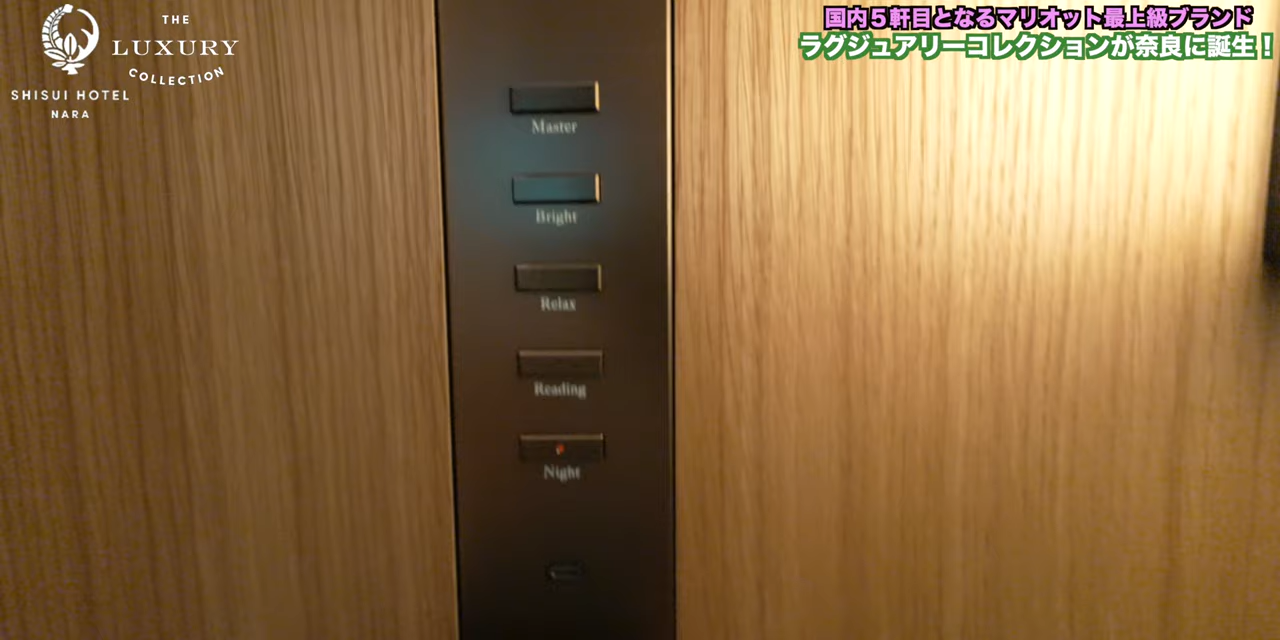 THE
LUXURY
COLLECTION
SHISUI HOTEL
NARA
国内5軒目となるマリオット最上級ブランド
ラグジュアリーコレクションが奈良に誕生！
Master
Bright
Relax
Reading
Night